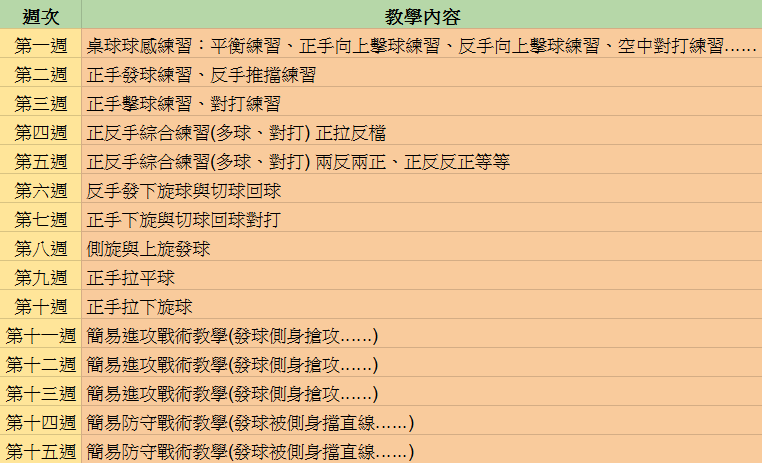 週次 教學內容
第一週 桌球球感練習：平衡練習、正手向上擊球練習、反手向上擊球練習、空中對打練習......
第二週 正手發球練習、反手推擋練習
第三週 正手擊球練習、對打練習
第四週 正反手綜合練習(多球、對打) 正拉反檔
第五週 正反手綜合練習(多球、對打) 兩反兩正、正反反正等等
第六週 反手發下旋球與切球回球
第七週 正手下旋與切球回球對打
第八週 側旋與上旋發球
第九週 正手拉平球
第十週 正手拉下旋球
第十一週 簡易進攻戰術教學(發球側身搶攻......)
第十二週 簡易進攻戰術教學(發球側身搶攻......)
第十三週 簡易進攻戰術教學(發球側身搶攻......)
第十四週 簡易防守戰術教學(發球被側身擋直線......)
第十五週 簡易防守戰術教學(發球被側身擋直線......)